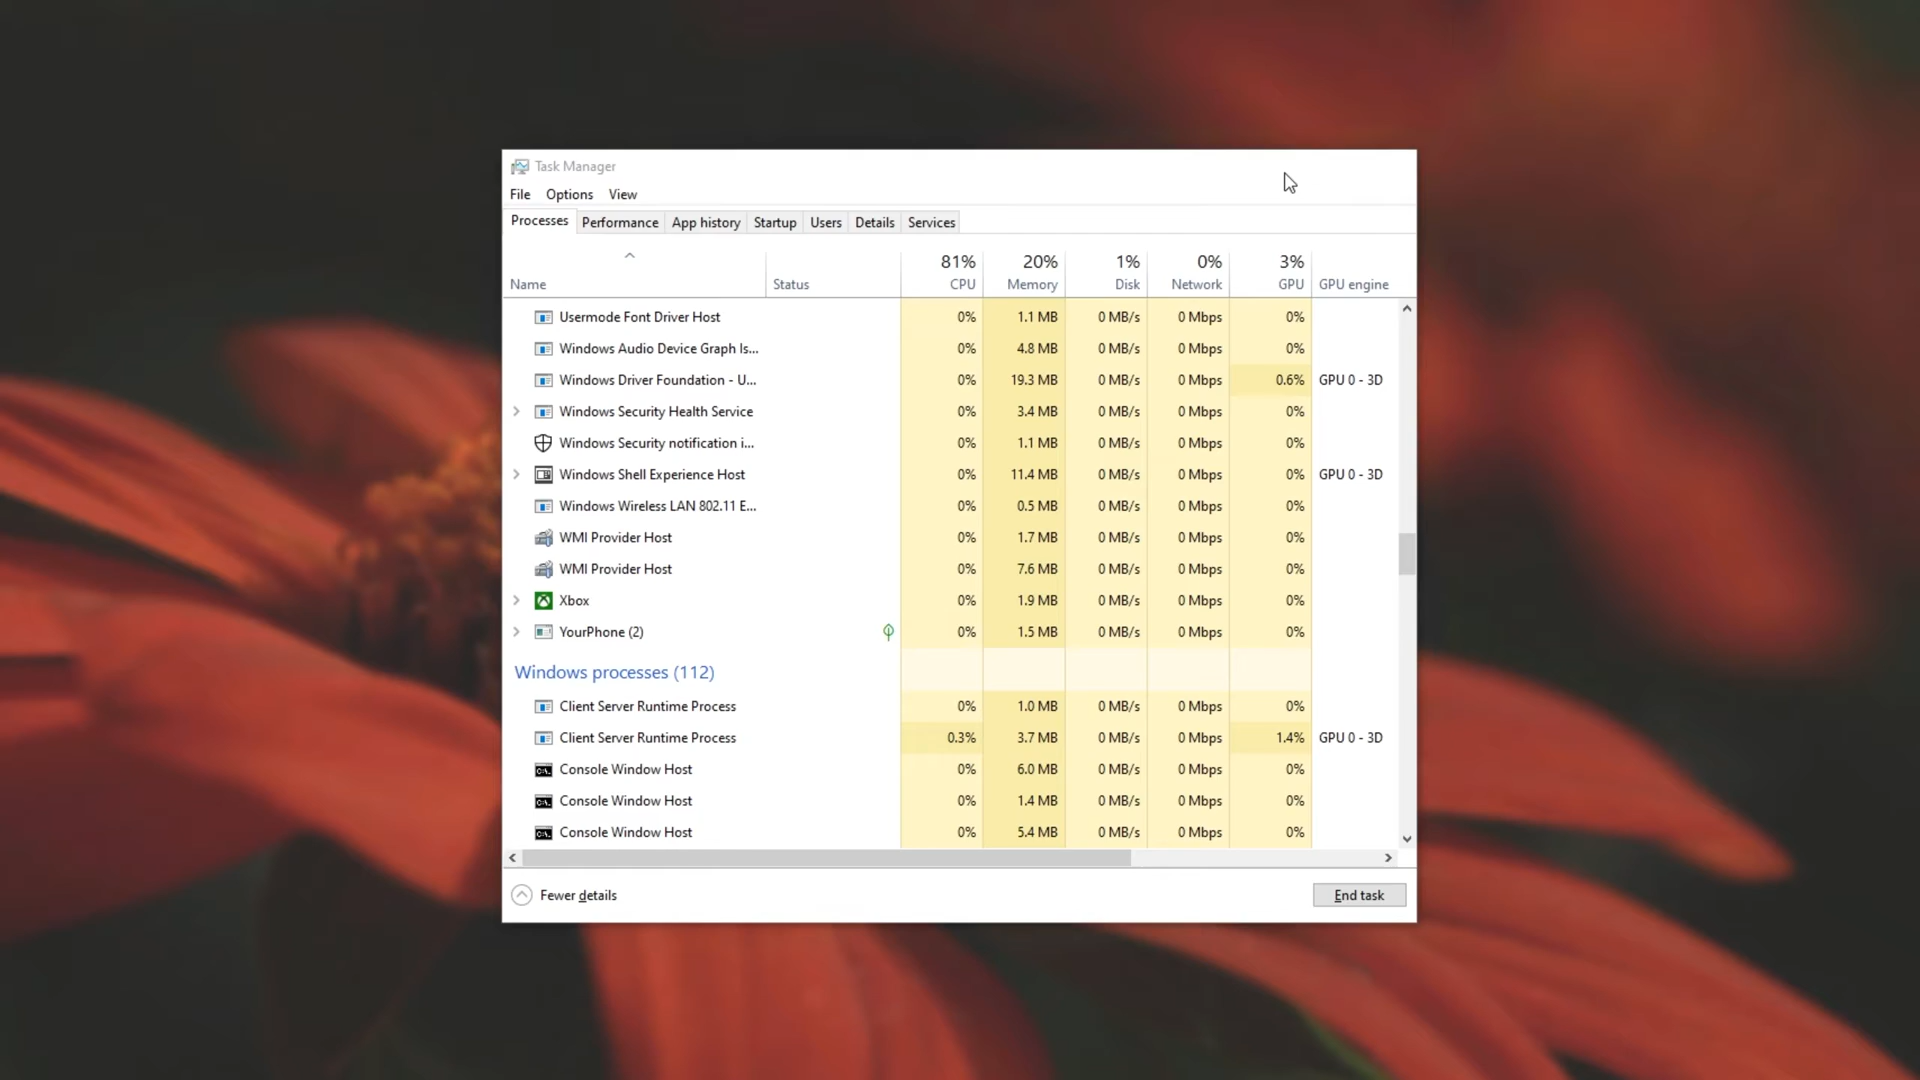 Task Manager
File Options View
Processes Performance App history Startup Users Details Services
81% 20% 1% 0% 3%
Name Status CPU Memory Disk Network GPU GPU engine
Usermode Font Driver Host 0% 1.1 MB 0 MB/s 0 Mbps 0%
Windows Audio Device Graph Is... 0% 4.8 MB 0 MB/s 0 Mbps 0%
Windows Driver Foundation - U... 0% 19.3 MB 0 MB/s 0 Mbps 0.6% GPU 0 - 3D
Windows Security Health Service 0% 3.4 MB 0 MB/s 0 Mbps 0%
Windows Security notification i... 0% 1.1 MB 0 MB/s 0 Mbps 0%
Windows Shell Experience Host 0% 11.4 MB 0 MB/s 0 Mbps 0% GPU 0 - 3D
Windows Wireless LAN 802.11 E... 0% 0.5 MB 0 MB/s 0 Mbps 0%
WMI Provider Host 0% 1.7 MB 0 MB/s 0 Mbps 0%
WMI Provider Host 0% 7.6 MB 0 MB/s 0 Mbps 0%
Xbox 0% 1.9 MB 0 MB/s 0 Mbps 0%
YourPhone (2) 0% 1.5 MB 0 MB/s 0 Mbps 0%
Windows processes (112)
Client Server Runtime Process 0% 1.0 MB 0 MB/s 0 Mbps 0%
Client Server Runtime Process 0.3% 3.7 MB 0 MB/s 0 Mbps 1.4% GPU 0 - 3D
Console Window Host 0% 6.0 MB 0 MB/s 0 Mbps 0%
Console Window Host 0% 1.4 MB 0 MB/s 0 Mbps 0%
Console Window Host 0% 5.4 MB 0 MB/s 0 Mbps 0%
Fewer details End task